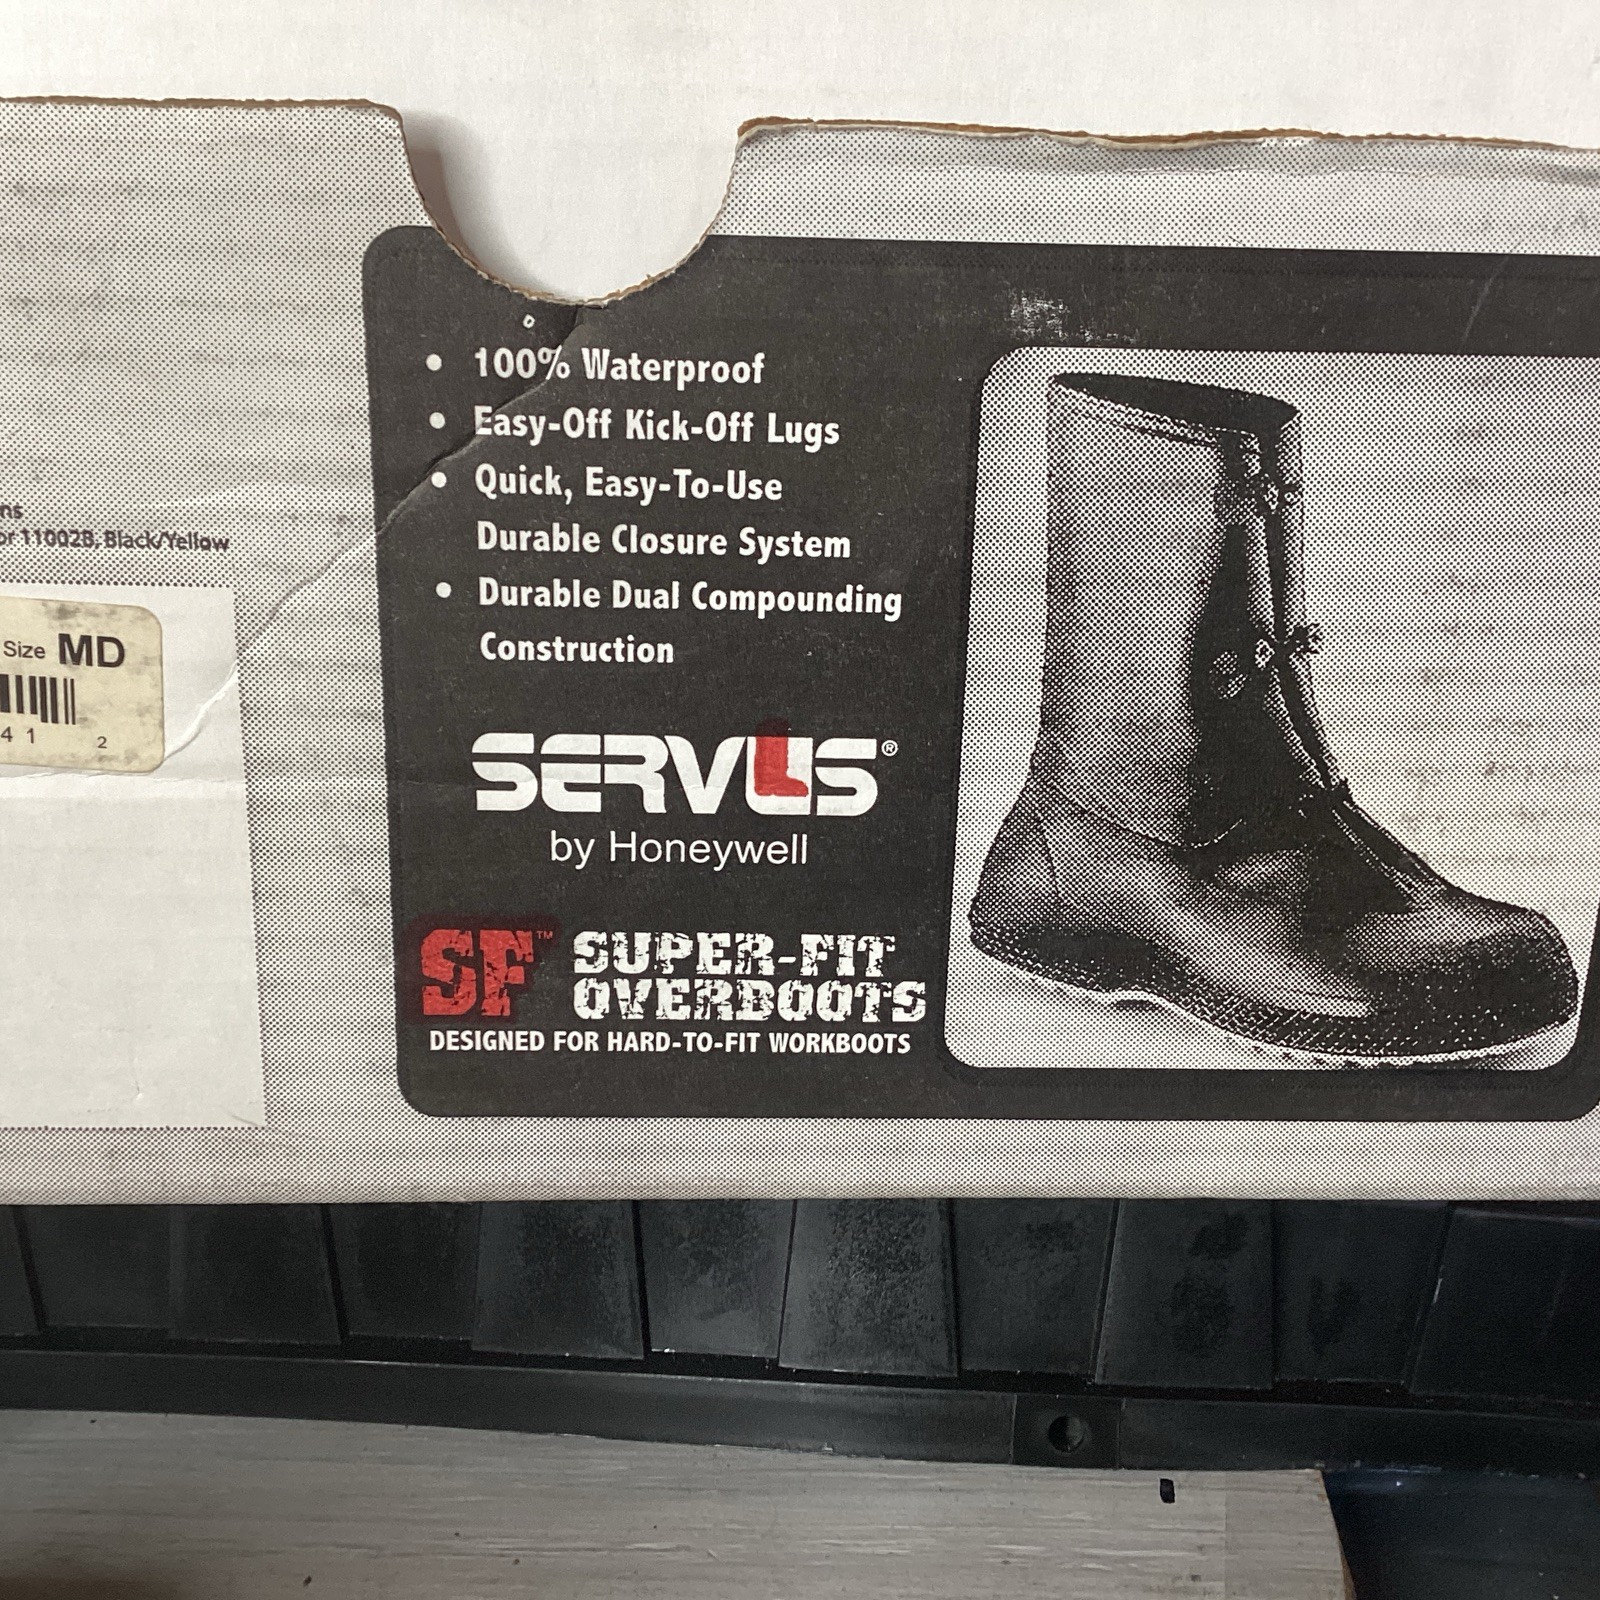 • 100% Waterproof
• Easy-Off Kick-Off Lugs
• Quick, Easy-To-Use
Durable Closure System
• Durable Dual Compounding
Construction
SERVUS®
by Honeywell
SF™ SUPER-FIT
OVERBOOTS
DESIGNED FOR HARD-TO-FIT WORKBOOTS
ns
or 11002B, Black/Yellow
Size MD
4 1 2